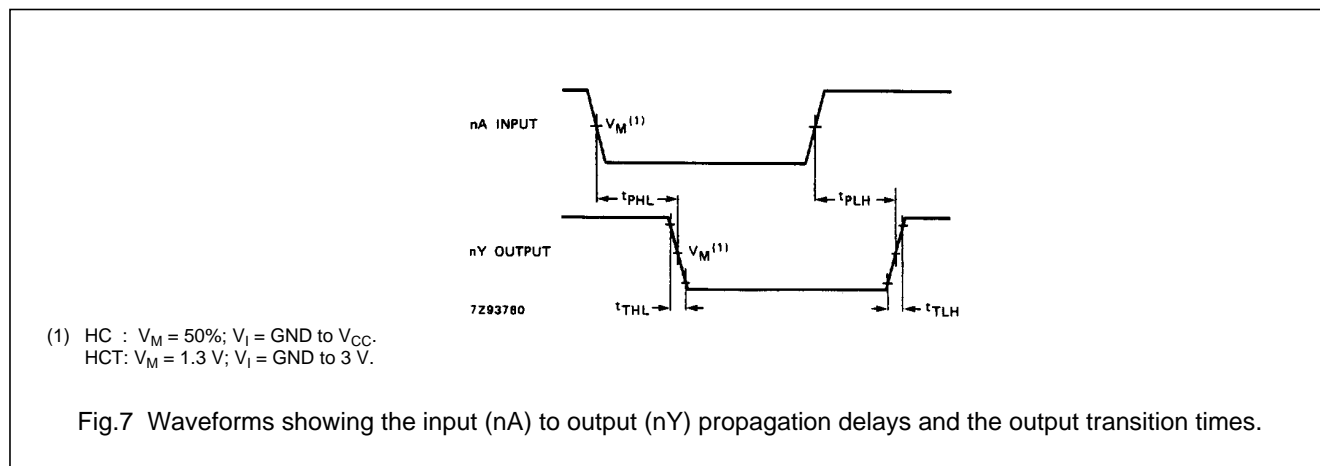 nA INPUT
V_M(1)
t_PHL
t_PLH
nY OUTPUT
V_M(1)
7Z93780
t_THL
t_TLH
(1) HC : V_M = 50%; V_I = GND to V_CC.
HCT: V_M = 1.3 V; V_I = GND to 3 V.
Fig.7 Waveforms showing the input (nA) to output (nY) propagation delays and the output transition times.